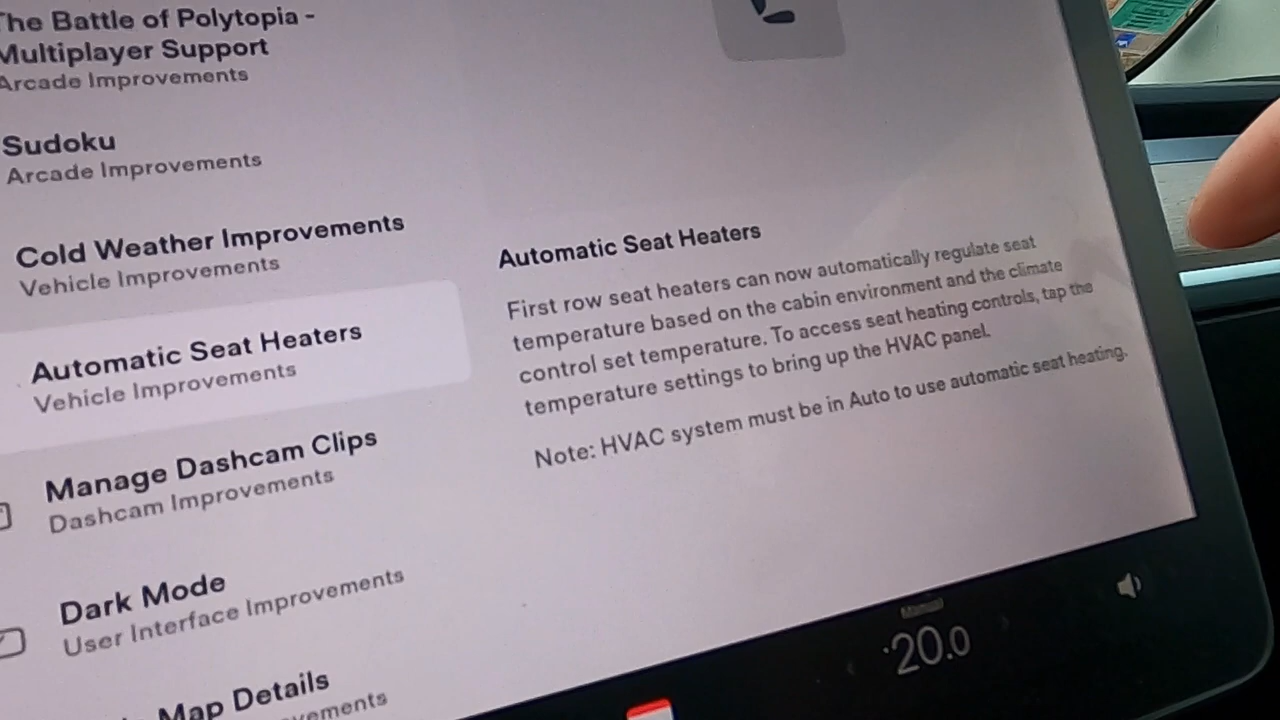 The Battle of Polytopia -
Multiplayer Support
Arcade Improvements
Sudoku
Arcade Improvements
Cold Weather Improvements
Vehicle Improvements
Automatic Seat Heaters
Vehicle Improvements
Manage Dashcam Clips
Dashcam Improvements
Dark Mode
User Interface Improvements
Map Details
Automatic Seat Heaters
First row seat heaters can now automatically regulate seat
temperature based on the cabin environment and the climate
control set temperature. To access seat heating controls, tap the
temperature settings to bring up the HVAC panel.
Note: HVAC system must be in Auto to use automatic seat heating.
Manual
20.0